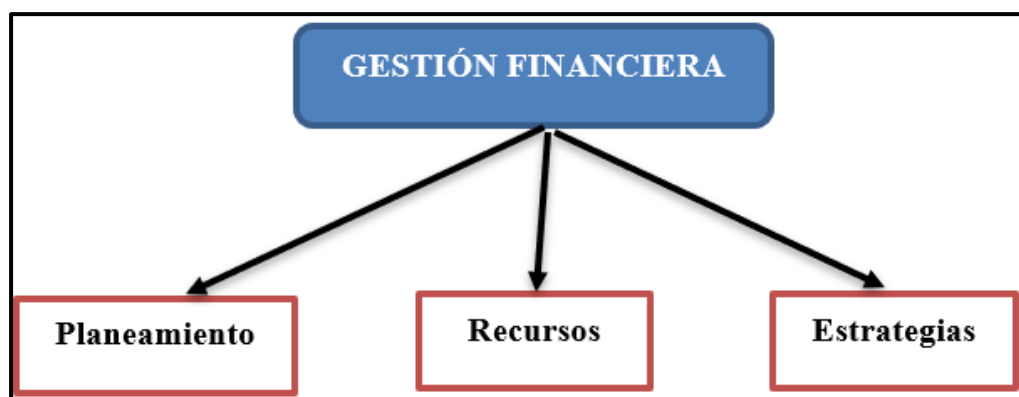 GESTIÓN FINANCIERA
Planeamiento
Recursos
Estrategias